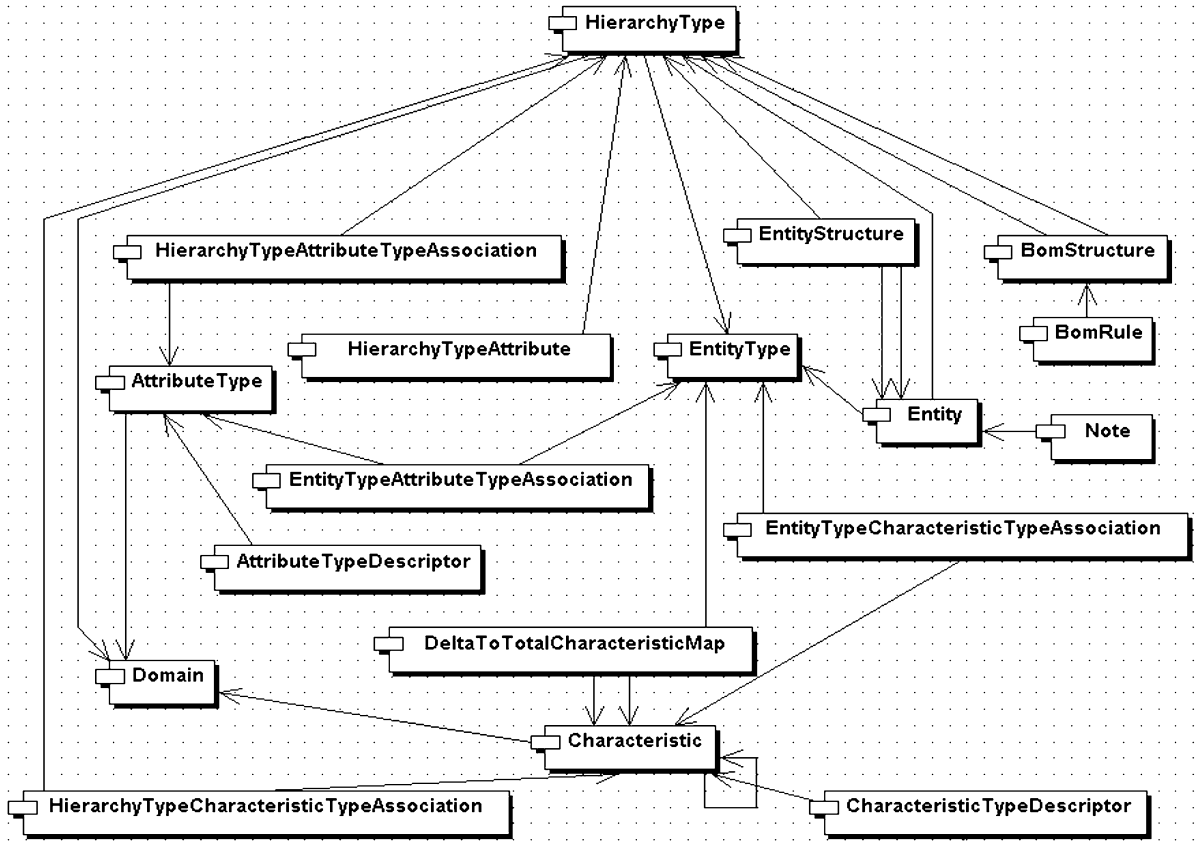 HierarchyType
EntityStructure
HierarchyTypeAttributeTypeAssociation
BomStructure
BomRule
HierarchyTypeAttribute
EntityType
AttributeType
Entity
Note
EntityTypeAttributeTypeAssociation
EntityTypeCharacteristicTypeAssociation
AttributeTypeDescriptor
DeltaToTotalCharacteristicMap
Domain
Characteristic
HierarchyTypeCharacteristicTypeAssociation
CharacteristicTypeDescriptor